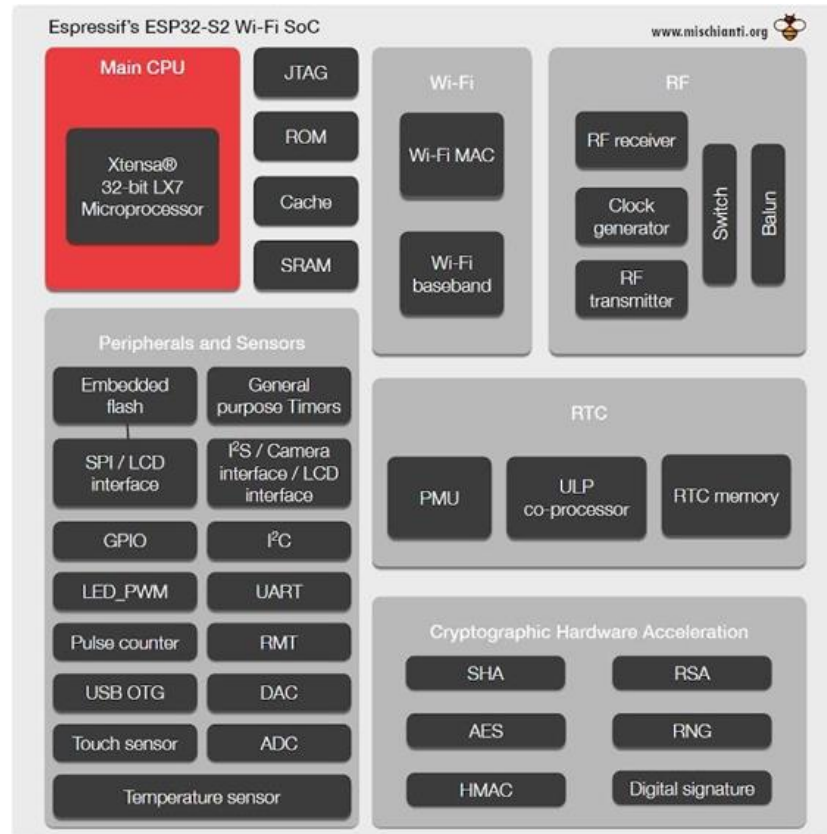 Espressif's ESP32-S2 Wi-Fi SoC
www.mischianti.org
Main CPU
Xtensa®
32-bit LX7
Microprocessor
JTAG
ROM
Cache
SRAM
Wi-Fi
Wi-Fi MAC
Wi-Fi
baseband
RF
RF receiver
Clock
generator
RF
transmitter
Switch
Balun
Peripherals and Sensors
Embedded
flash
General
purpose Timers
SPI / LCD
interface
I²S / Camera
interface / LCD
interface
GPIO
I²C
LED_PWM
UART
Pulse counter
RMT
USB OTG
DAC
Touch sensor
ADC
Temperature sensor
RTC
PMU
ULP
co-processor
RTC memory
Cryptographic Hardware Acceleration
SHA
RSA
AES
RNG
HMAC
Digital signature